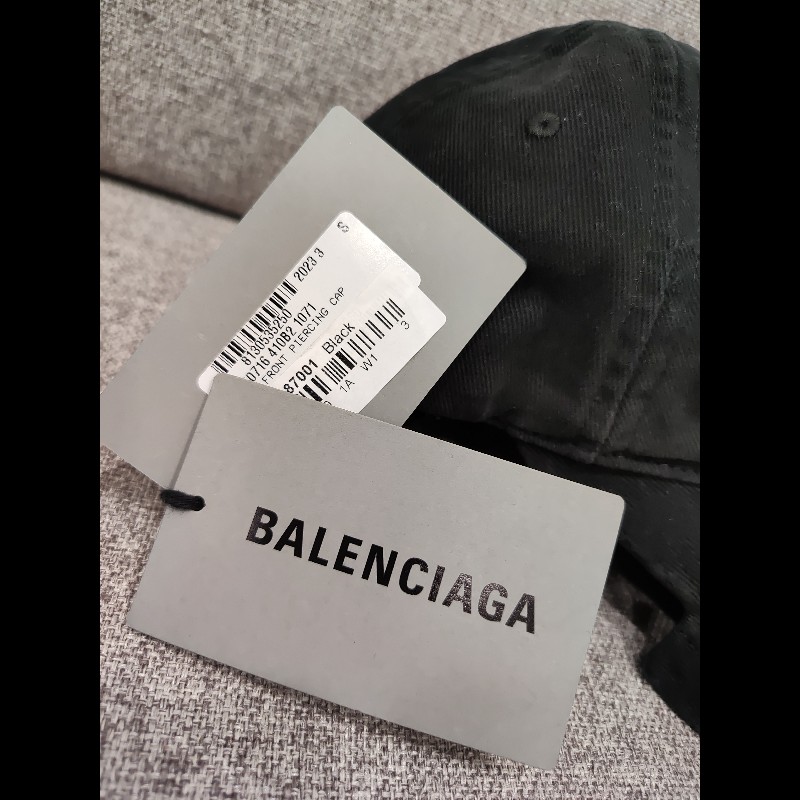 S
2023 3
8130535250
0716 410B2 1071
FRONT PIERCING CAP
87001 Black
1A W1 3
BALENCIAGA